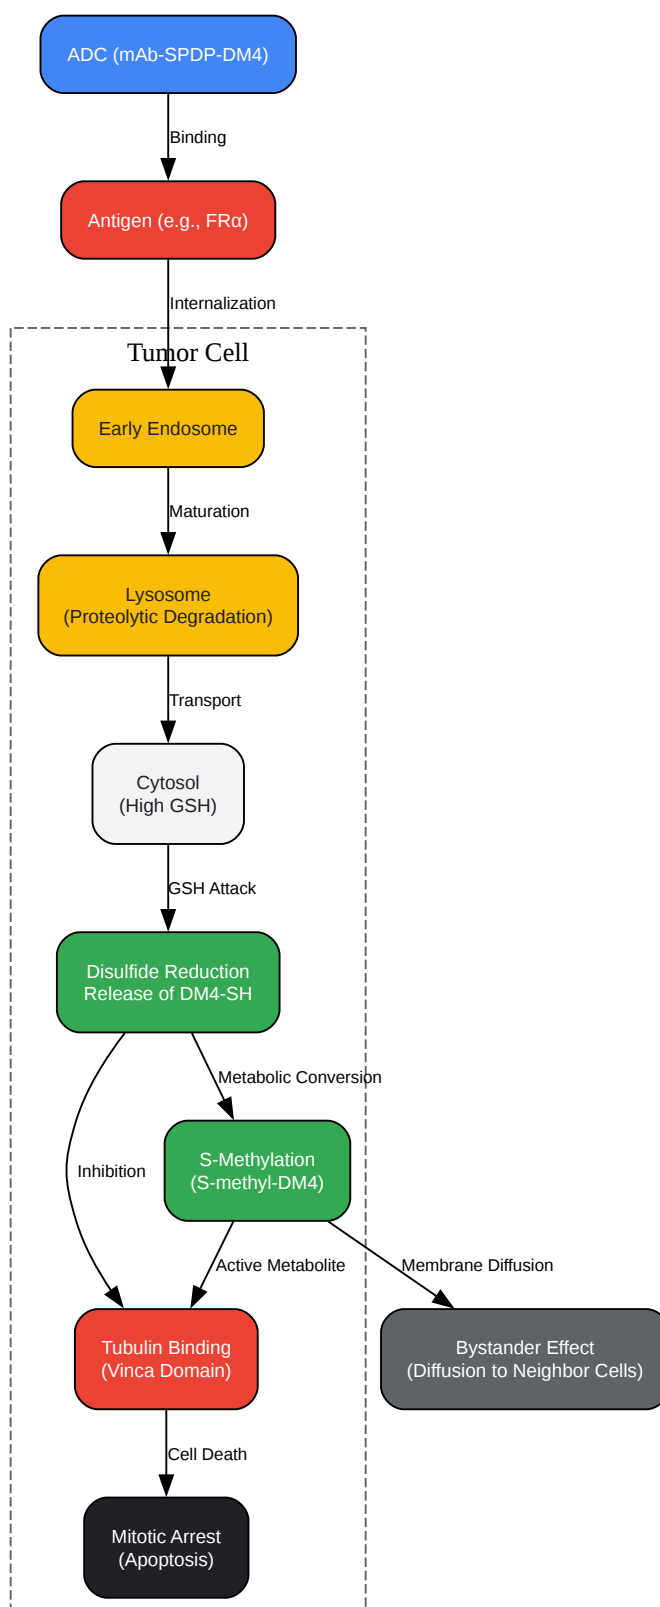 ADC (mAb-SPDP-DM4)
Binding
Antigen (e.g., FRα)
Internalization
Tumor Cell
Early Endosome
Maturation
Lysosome
(Proteolytic Degradation)
Transport
Cytosol
(High GSH)
GSH Attack
Disulfide Reduction
Release of DM4-SH
Metabolic Conversion
S-Methylation
(S-methyl-DM4)
Inhibition
Active Metabolite
Membrane Diffusion
Tubulin Binding
(Vinca Domain)
Bystander Effect
(Diffusion to Neighbor Cells)
Cell Death
Mitotic Arrest
(Apoptosis)